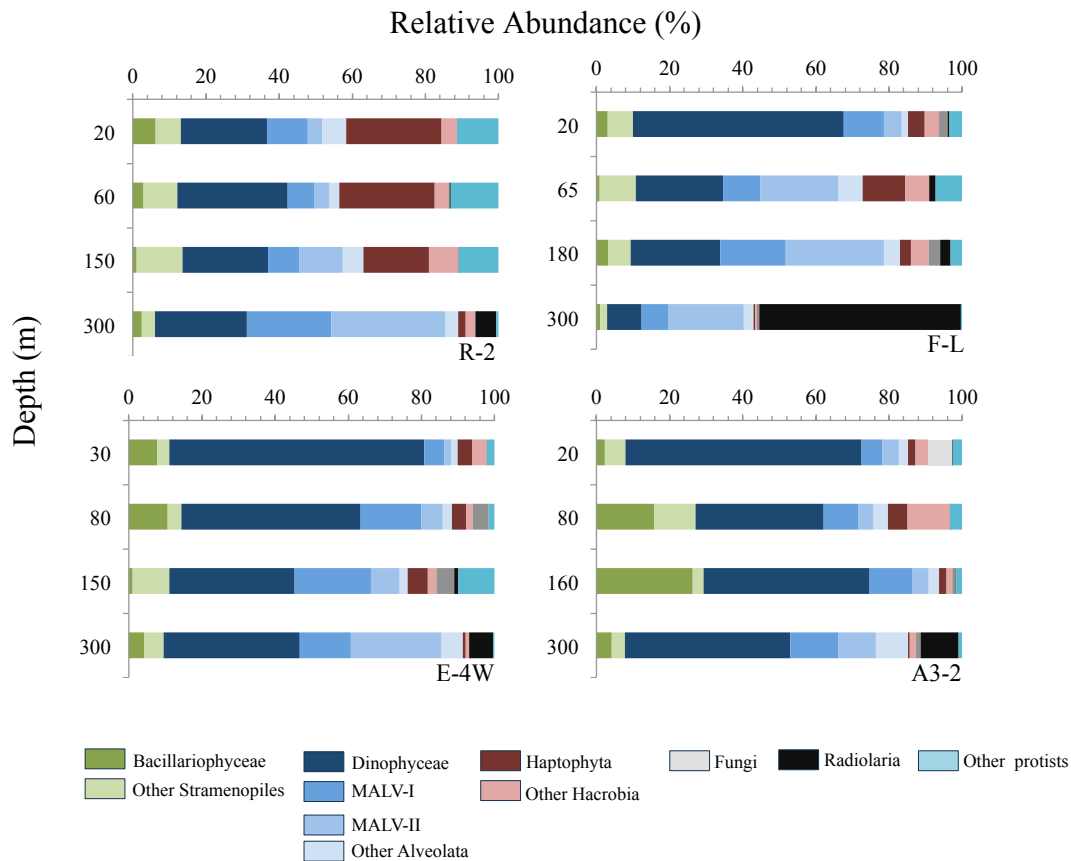 Relative Abundance (%)
0 20 40 60 80 100
0 20 40 60 80 100
20
60
150
300
R-2
20
65
180
300
F-L
Depth (m)
0 20 40 60 80 100
0 20 40 60 80 100
30
80
150
300
E-4W
20
80
160
300
A3-2
Bacillariophyceae
Other Stramenopiles
Dinophyceae
MALV-I
MALV-II
Other Alveolata
Haptophyta
Other Hacrobia
Fungi
Radiolaria
Other protists